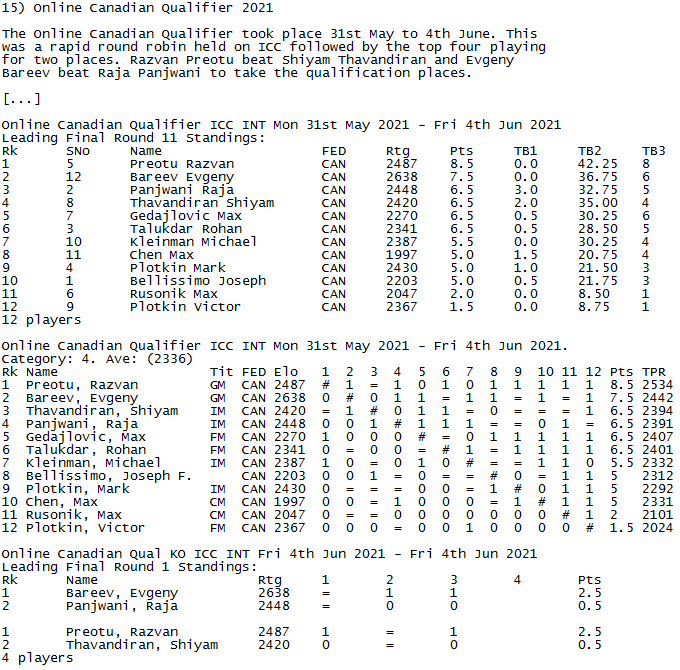 15) Online Canadian Qualifier 2021

The Online Canadian Qualifier took place 31st May to 4th June. This
was a rapid round robin held on ICC followed by the top four playing
for two places. Razvan Preotu beat Shiyam Thavandiran and Evgeny
Bareev beat Raja Panjwani to take the qualification places.

[...]

Online Canadian Qualifier ICC INT Mon 31st May 2021 - Fri 4th Jun 2021
Leading Final Round 11 Standings:
Rk SNo Name FED Rtg Pts TB1 TB2 TB3
1 5 Preotu Razvan CAN 2487 8.5 0.0 42.25 8
2 12 Bareev Evgeny CAN 2638 7.5 0.0 36.75 6
3 2 Panjwani Raja CAN 2448 6.5 3.0 32.75 5
4 8 Thavandiran Shiyam CAN 2420 6.5 2.0 35.00 4
5 7 Gedajlovic Max CAN 2270 6.5 0.5 30.25 6
6 3 Talukdar Rohan CAN 2341 6.5 0.5 28.50 5
7 10 Kleinman Michael CAN 2387 5.5 0.0 30.25 4
8 11 Chen Max CAN 1997 5.0 1.5 20.75 4
9 4 Plotkin Mark CAN 2430 5.0 1.0 21.50 3
10 1 Bellissimo Joseph CAN 2203 5.0 0.5 21.75 3
11 6 Rusonik Max CAN 2047 2.0 0.0 8.50 1
12 9 Plotkin Victor CAN 2367 1.5 0.0 8.75 1
12 players

Online Canadian Qualifier ICC INT Mon 31st May 2021 - Fri 4th Jun 2021.
Category: 4. Ave: (2336)
Rk Name Tit FED Elo 1 2 3 4 5 6 7 8 9 10 11 12 Pts TPR
1 Preotu, Razvan GM CAN 2487 # 1 = 1 0 1 0 1 1 1 1 1 8.5 2534
2 Bareev, Evgeny GM CAN 2638 0 # 0 1 1 = 1 1 = 1 = 1 7.5 2442
3 Thavandiran, Shiyam IM CAN 2420 = 1 # 0 1 1 = 0 = = = 1 6.5 2394
4 Panjwani, Raja IM CAN 2448 0 0 1 # 1 1 1 = = 0 1 = 6.5 2391
5 Gedajlovic, Max FM CAN 2270 1 0 0 0 # = 0 1 1 1 1 1 6.5 2407
6 Talukdar, Rohan FM CAN 2341 0 = 0 0 = # 1 = 1 1 1 1 6.5 2401
7 Kleinman, Michael IM CAN 2387 1 0 = 0 1 0 # = = 1 1 0 5.5 2332
8 Bellissimo, Joseph F. CAN 2203 0 0 1 = 0 = = # 0 = 1 1 5 2312
9 Plotkin, Mark IM CAN 2430 0 = = = 0 0 = 1 # 0 1 1 5 2292
10 Chen, Max CM CAN 1997 0 0 = 1 0 0 0 = 1 # 1 1 5 2331
11 Rusonik, Max CM CAN 2047 0 = = 0 0 0 0 0 0 0 # 1 2 2101
12 Plotkin, Victor FM CAN 2367 0 0 0 = 0 0 1 0 0 0 0 # 1.5 2024

Online Canadian Qual KO ICC INT Fri 4th Jun 2021 - Fri 4th Jun 2021
Leading Final Round 1 Standings:
Rk Name Rtg 1 2 3 4 Pts
1 Bareev, Evgeny 2638 = 1 1 2.5
2 Panjwani, Raja 2448 = 0 0 0.5

1 Preotu, Razvan 2487 1 = 1 2.5
2 Thavandiran, Shiyam 2420 0 = 0 0.5
4 players